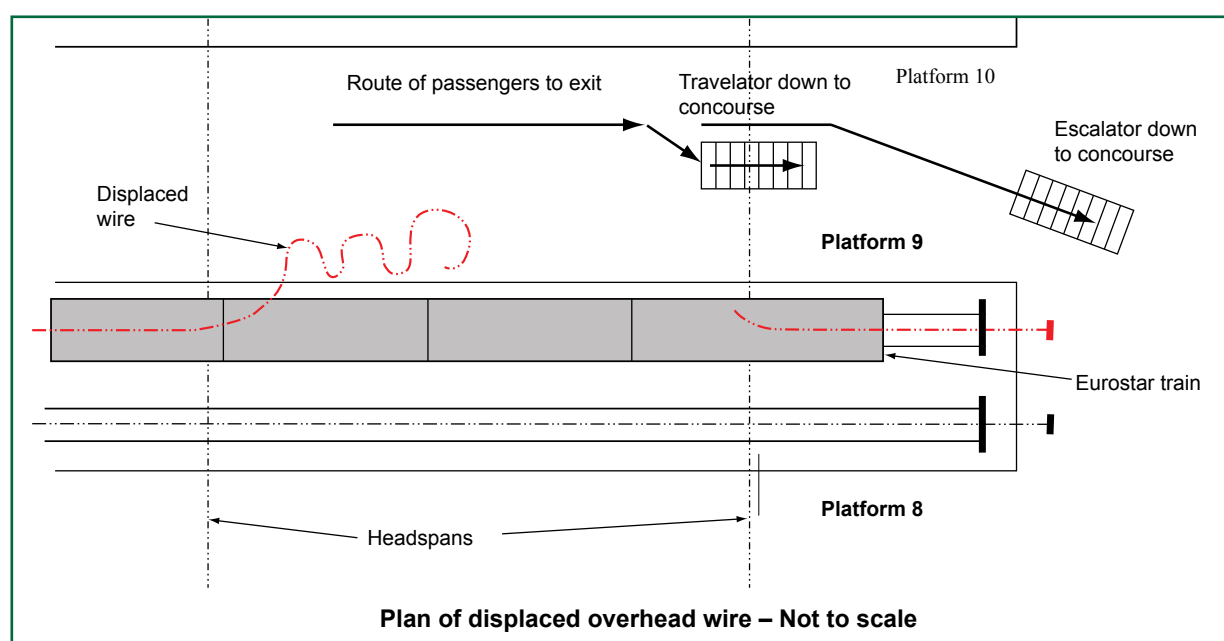 Route of passengers to exit
Travelator down to
concourse
Platform 10
Escalator down
to concourse
Displaced
wire
Platform 9
Eurostar train
Platform 8
Headspans
Plan of displaced overhead wire – Not to scale